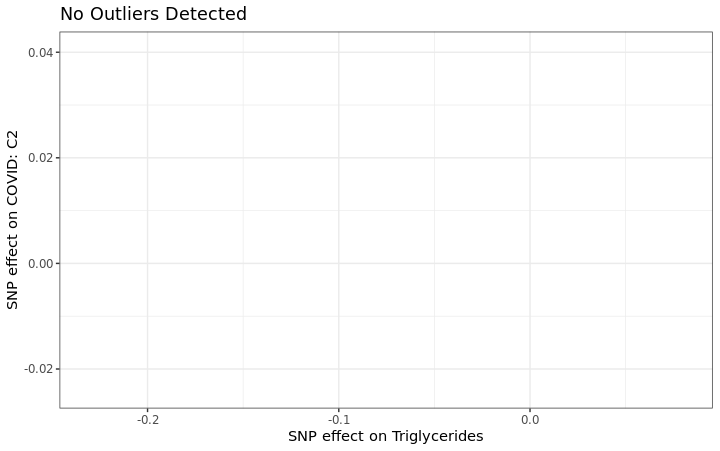 No Outliers Detected
SNP effect on COVID: C2
0.04
0.02
0.00
-0.02
-0.2
-0.1
0.0
SNP effect on Triglycerides